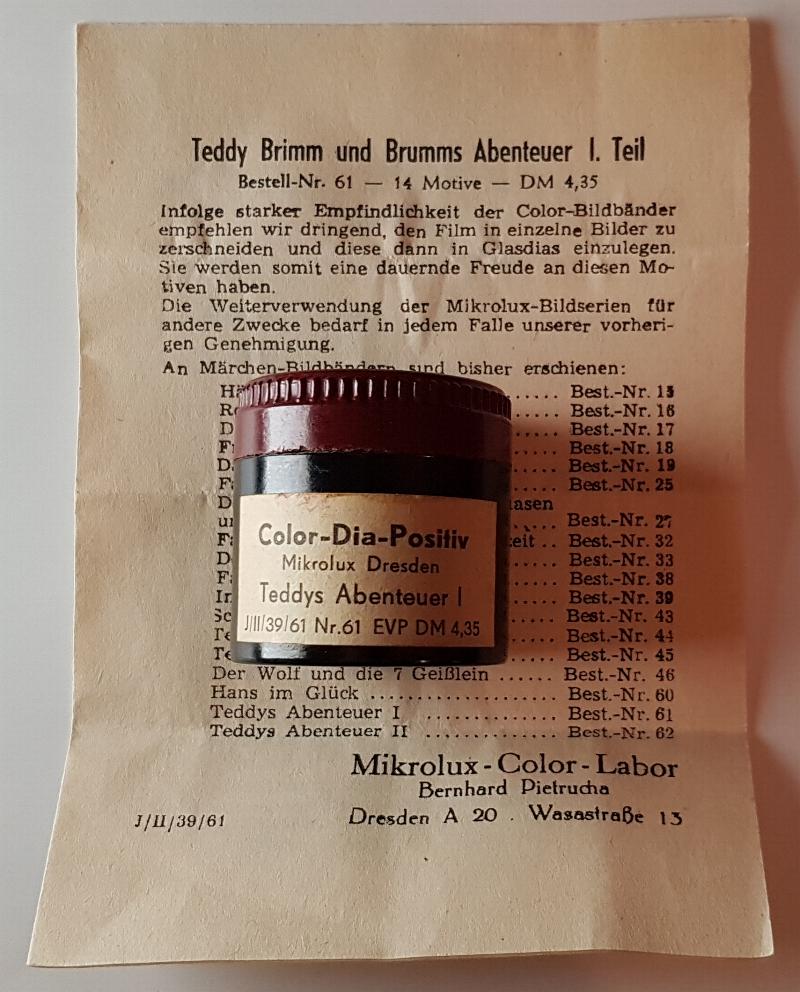 Teddy Brimm und Brumms Abenteuer I. Teil
Bestell-Nr. 61 — 14 Motive — DM 4,35
Infolge starker Empfindlichkeit der Color-Bildbänder
empfehlen wir dringend, den Film in einzelne Bilder zu
zerschneiden und diese dann in Glasdias einzulegen.
Sie werden somit eine dauernde Freude an diesen Mo-
tiven haben.
Die Weiterverwendung der Mikrolux-Bildserien für
andere Zwecke bedarf in jedem Falle unserer vorheri-
gen Genehmigung.
An Märchen-Bildbändern sind bisher erschienen:
..... Best.-Nr. 15
..... Best.-Nr. 16
..... Best.-Nr. 17
..... Best.-Nr. 18
..... Best.-Nr. 19
..... Best.-Nr. 25
..... Best.-Nr. 27
.. Best.-Nr. 32
..... Best.-Nr. 33
..... Best.-Nr. 38
..... Best.-Nr. 39
..... Best.-Nr. 43
..... Best.-Nr. 44
..... Best.-Nr. 45
Der Wolf und die 7 Geißlein ...... Best.-Nr. 46
Hans im Glück .................. Best.-Nr. 60
Teddys Abenteuer I ............. Best.-Nr. 61
Teddys Abenteuer II ............. Best.-Nr. 62
Mikrolux-Color-Labor
Bernhard Pietrucha
Dresden A 20 . Wasastraße 13
J/II/39/61
Color-Dia-Positiv
Mikrolux Dresden
Teddys Abenteuer I
J/II/39/61 Nr.61 EVP DM 4,35